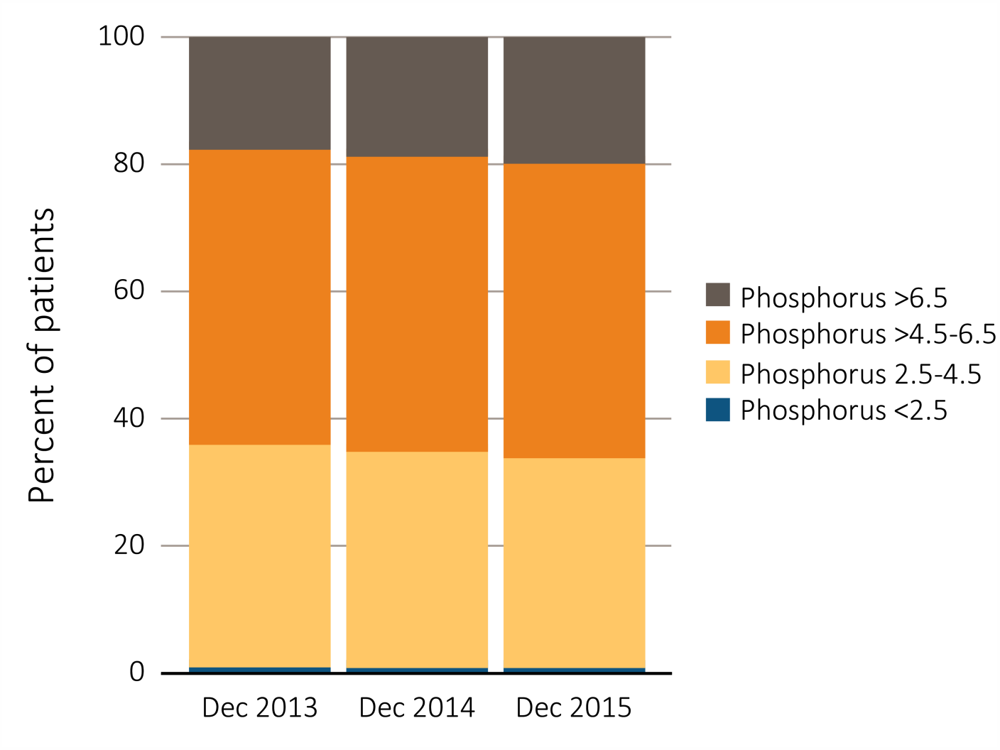 Percent of patients
100
80
60
40
20
0
Dec 2013
Dec 2014
Dec 2015
Phosphorus >6.5
Phosphorus >4.5-6.5
Phosphorus 2.5-4.5
Phosphorus <2.5